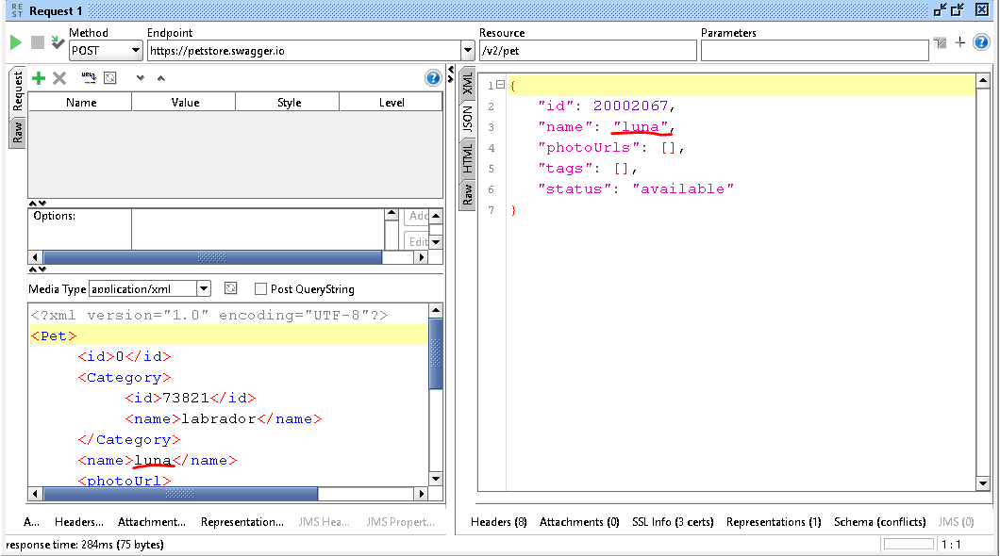 RE
ST
Request 1
Method
Endpoint
Resource
Parameters
POST
https://petstore.swagger.io
/v2/pet
Request
Raw
Name
Value
Style
Level
Options:
Add
Edit
Media Type
application/xml
Post QueryString
<?xml version="1.0" encoding="UTF-8"?>
<Pet>
<id>0</id>
<Category>
<id>73821</id>
<name>labrador</name>
</Category>
<name>luna</name>
<photoUrl>
A...
Headers...
Attachment...
Representation...
JMS Hea...
JMS Propert...
XML
JSON
HTML
Raw
1 {
2 "id": 20002067,
3 "name": "luna",
4 "photoUrls": [],
5 "tags": [],
6 "status": "available"
7 }
Headers (8)
Attachments (0)
SSL Info (3 certs)
Representations (1)
Schema (conflicts)
JMS (0)
response time: 284ms (75 bytes)
1 : 1